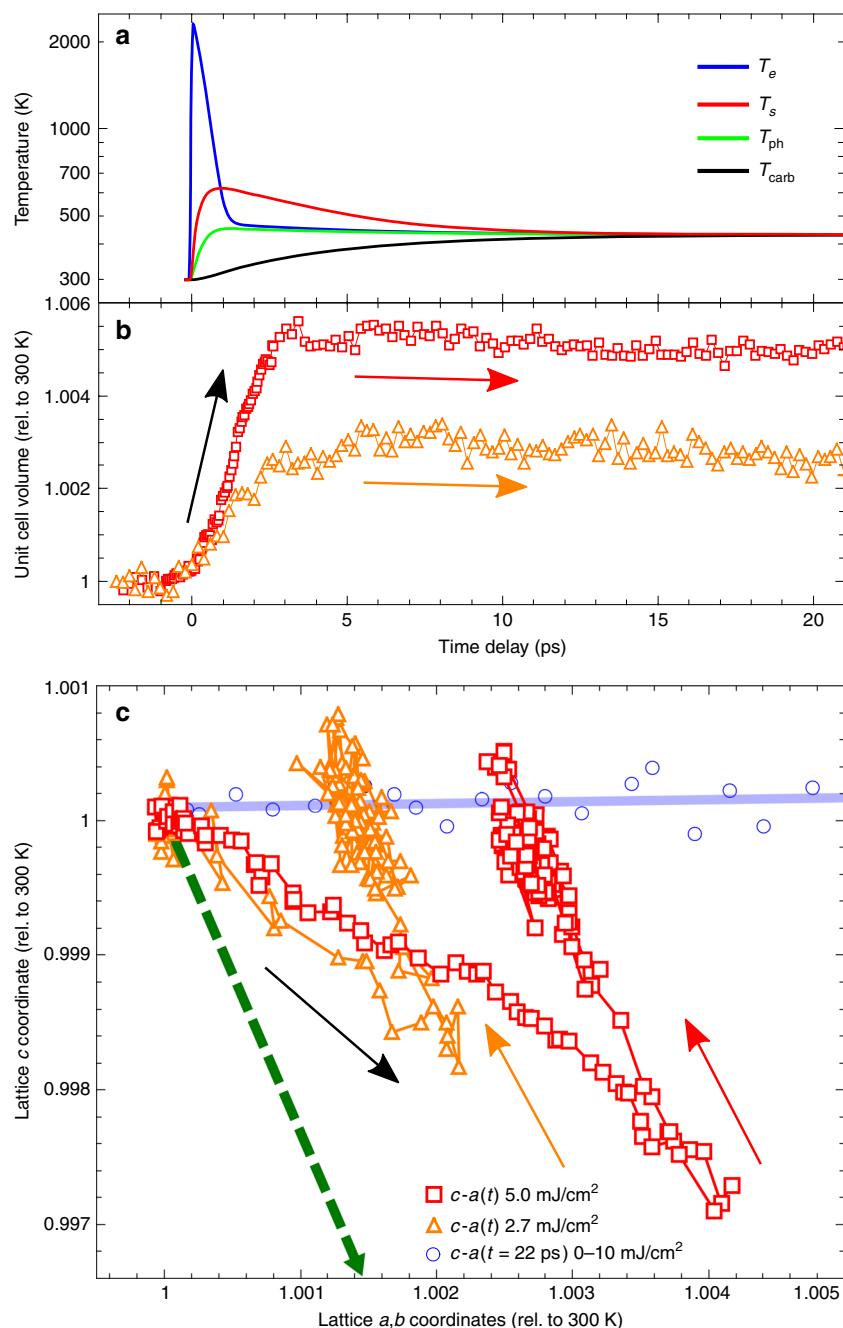 a
2000
1000
700
500
300
Temperature (K)
T_e
T_s
T_ph
T_carb
b
1.006
1.004
1.002
1
Unit cell volume (rel. to 300 K)
0 5 10 15 20
Time delay (ps)
c
1.001
1
0.999
0.998
0.997
Lattice c coordinate (rel. to 300 K)
c-a(t) 5.0 mJ/cm²
c-a(t) 2.7 mJ/cm²
c-a(t = 22 ps) 0–10 mJ/cm²
1 1.001 1.002 1.003 1.004 1.005
Lattice a,b coordinates (rel. to 300 K)